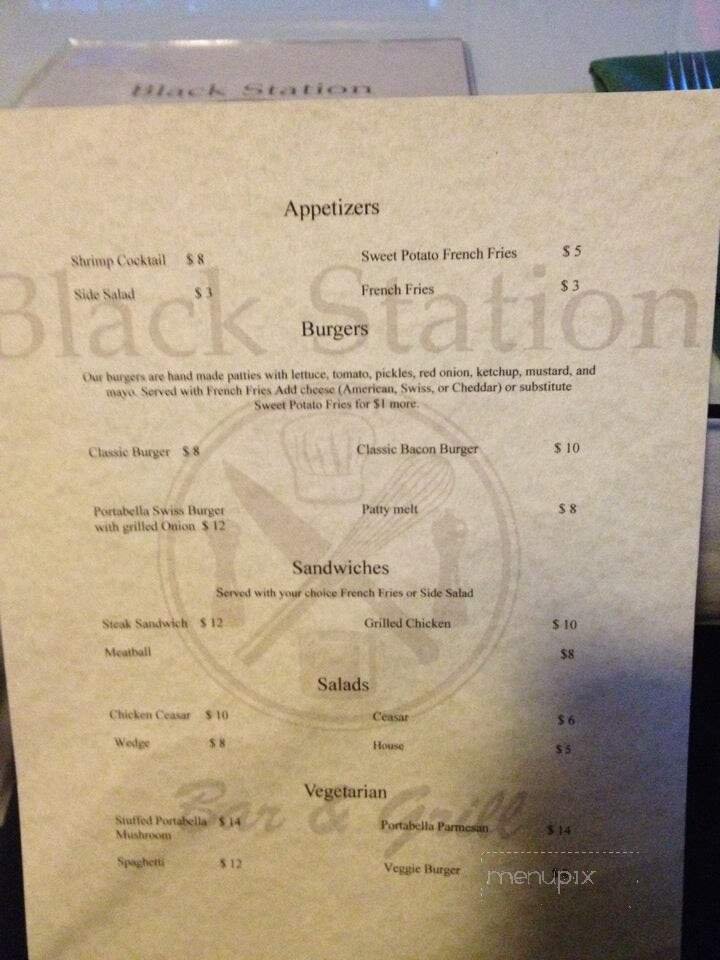 Black Station
Appetizers
Shrimp Cocktail $ 8
Sweet Potato French Fries $ 5
Side Salad $ 3
French Fries $ 3
Black Station
Burgers
Our burgers are hand made patties with lettuce, tomato, pickles, red onion, ketchup, mustard, and
mayo. Served with French Fries Add cheese (American, Swiss, or Cheddar) or substitute
Sweet Potato Fries for $1 more.
Classic Burger $ 8
Classic Bacon Burger $ 10
Portabella Swiss Burger
with grilled Onion $ 12
Patty melt $ 8
Sandwiches
Served with your choice French Fries or Side Salad
Steak Sandwich $ 12
Grilled Chicken $ 10
Meatball $8
Salads
Chicken Ceasar $ 10
Ceasar $ 6
Wedge $ 8
House $ 5
Vegetarian
Bar & Grill
Stuffed Portabella $ 14
Mushroom
Portabella Parmesan $ 14
Spaghetti $ 12
Veggie Burger
menupix